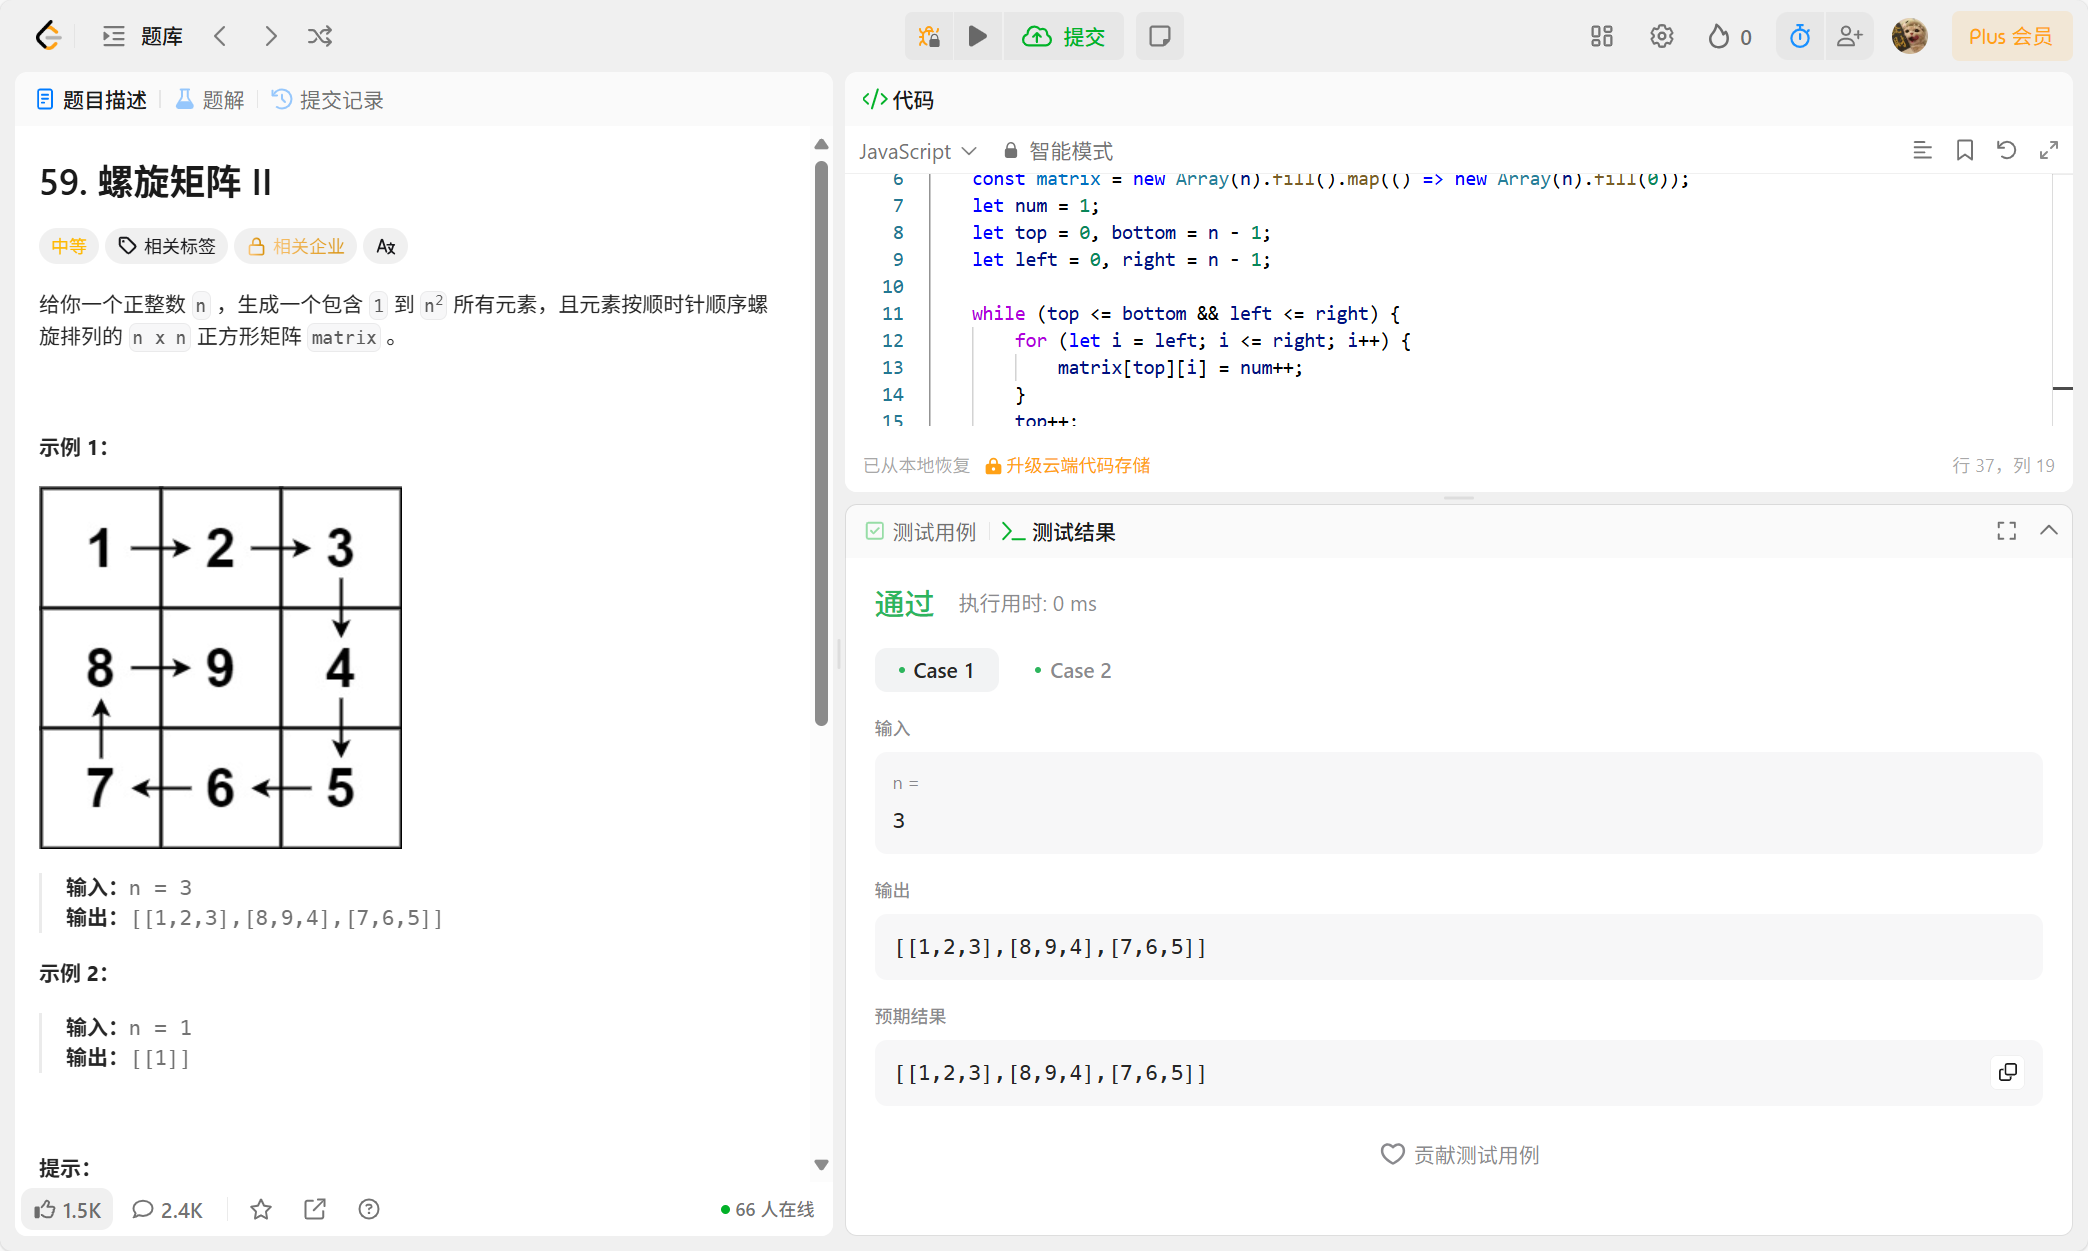 题库
提交
0
Plus 会员
题目描述
题解
提交记录
59. 螺旋矩阵 II
中等
相关标签
相关企业
给你一个正整数 n ，生成一个包含 1 到 n² 所有元素，且元素按顺时针顺序螺
旋排列的 n x n 正方形矩阵 matrix 。
示例 1：
1 2 3
8 9 4
7 6 5
输入：n = 3
输出：[[1,2,3],[8,9,4],[7,6,5]]
示例 2：
输入：n = 1
输出：[[1]]
提示：
1.5K
2.4K
66 人在线
</>代码
JavaScript
智能模式
6 const matrix = new Array(n).fill().map(() => new Array(n).fill(0));
7 let num = 1;
8 let top = 0, bottom = n - 1;
9 let left = 0, right = n - 1;
10
11 while (top <= bottom && left <= right) {
12 for (let i = left; i <= right; i++) {
13 matrix[top][i] = num++;
14 }
15 top++;
已从本地恢复
升级云端代码存储
行 37，列 19
测试用例
测试结果
通过
执行用时: 0 ms
Case 1
Case 2
输入
n =
3
输出
[[1,2,3],[8,9,4],[7,6,5]]
预期结果
[[1,2,3],[8,9,4],[7,6,5]]
贡献测试用例